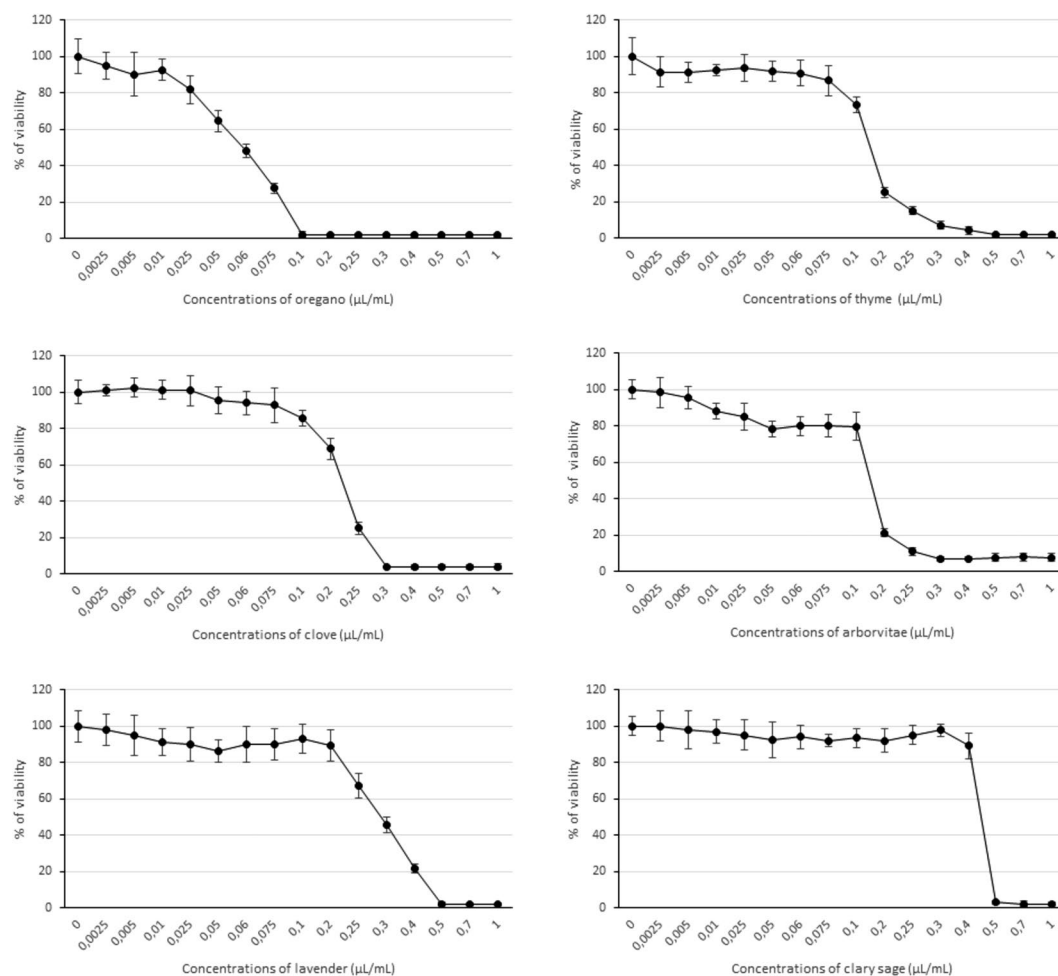 120
100
80
60
40
20
0
% of viability
0 0,0025 0,005 0,01 0,025 0,05 0,06 0,075 0,1 0,2 0,25 0,3 0,4 0,5 0,7 1
Concentrations of oregano (µL/mL)
120
100
80
60
40
20
0
% of viability
0 0,0025 0,005 0,01 0,025 0,05 0,06 0,075 0,1 0,2 0,25 0,3 0,4 0,5 0,7 1
Concentrations of thyme (µL/mL)
120
100
80
60
40
20
0
% of viability
0 0,0025 0,005 0,01 0,025 0,05 0,06 0,075 0,1 0,2 0,25 0,3 0,4 0,5 0,7 1
Concentrations of clove (µL/mL)
120
100
80
60
40
20
0
% of viability
0 0,0025 0,005 0,01 0,025 0,05 0,06 0,075 0,1 0,2 0,25 0,3 0,4 0,5 0,7 1
Concentrations of arborvitae (µL/mL)
120
100
80
60
40
20
0
% of viability
0 0,0025 0,005 0,01 0,025 0,05 0,06 0,075 0,1 0,2 0,25 0,3 0,4 0,5 0,7 1
Concentrations of lavender (µL/mL)
120
100
80
60
40
20
0
% of viability
0 0,0025 0,005 0,01 0,025 0,05 0,06 0,075 0,1 0,2 0,25 0,3 0,4 0,5 0,7 1
Concentrations of clary sage (µL/mL)